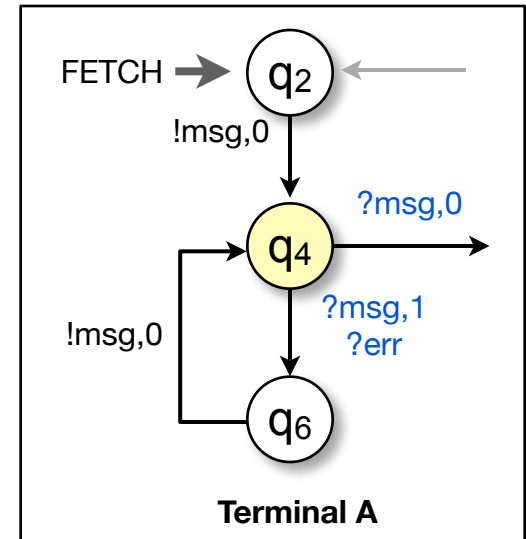 FETCH
q2
!msg,0
q4
?msg,0
?msg,1
?err
!msg,0
q6
Terminal A